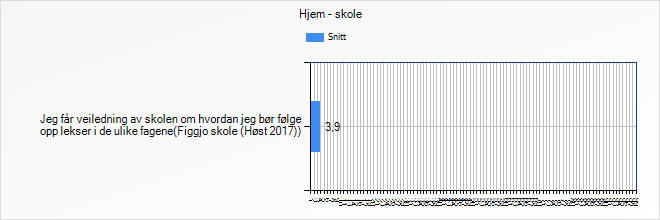 Hjem - skole
Snitt
Jeg får veiledning av skolen om hvordan jeg bør følge
opp lekser i de ulike fagene(Figgjo skole (Høst 2017))
3,9